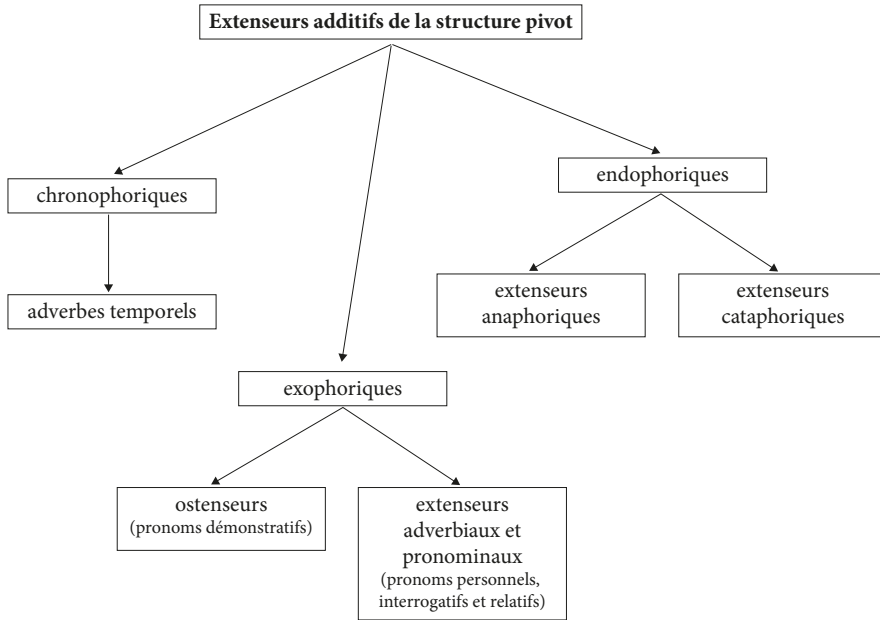 Extenseurs additifs de la structure pivot
chronophoriques
adverbes temporels
endophoriques
extenseurs
anaphoriques
extenseurs
cataphoriques
exophoriques
ostenseurs
(pronoms démonstratifs)
extenseurs
adverbiaux et
pronominaux
(pronoms personnels,
interrogatifs et relatifs)